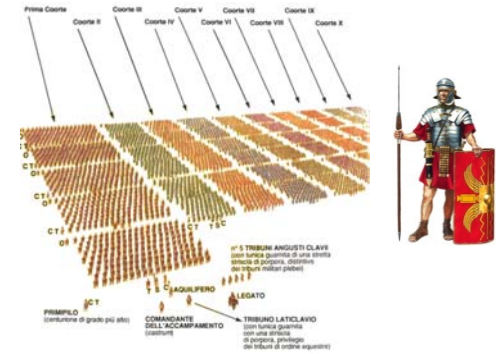 Prima Coorte
Coorte II
Coorte III
Coorte IV
Coorte V
Coorte VI
Coorte VII
Coorte VIII
Coorte IX
Coorte X
C T
O
C T
O
C T
O
C T
T S C
n° 5 TRIBUNI ANGUSTI CLAVII
(con tunica guarnita di una stretta
striscia di porpora, distintivo
dei tribuni militari plebei)
T S C
AQUILIFERO
LEGATO
C T
PRIMIPILO
(centurione di grado più alto)
COMANDANTE
DELL'ACCAMPAMENTO
(castrum)
TRIBUNO LATICLAVIO
(con tunica guarnita
con una striscia
di porpora, privilegio
dei tribuni di ordine equestre)